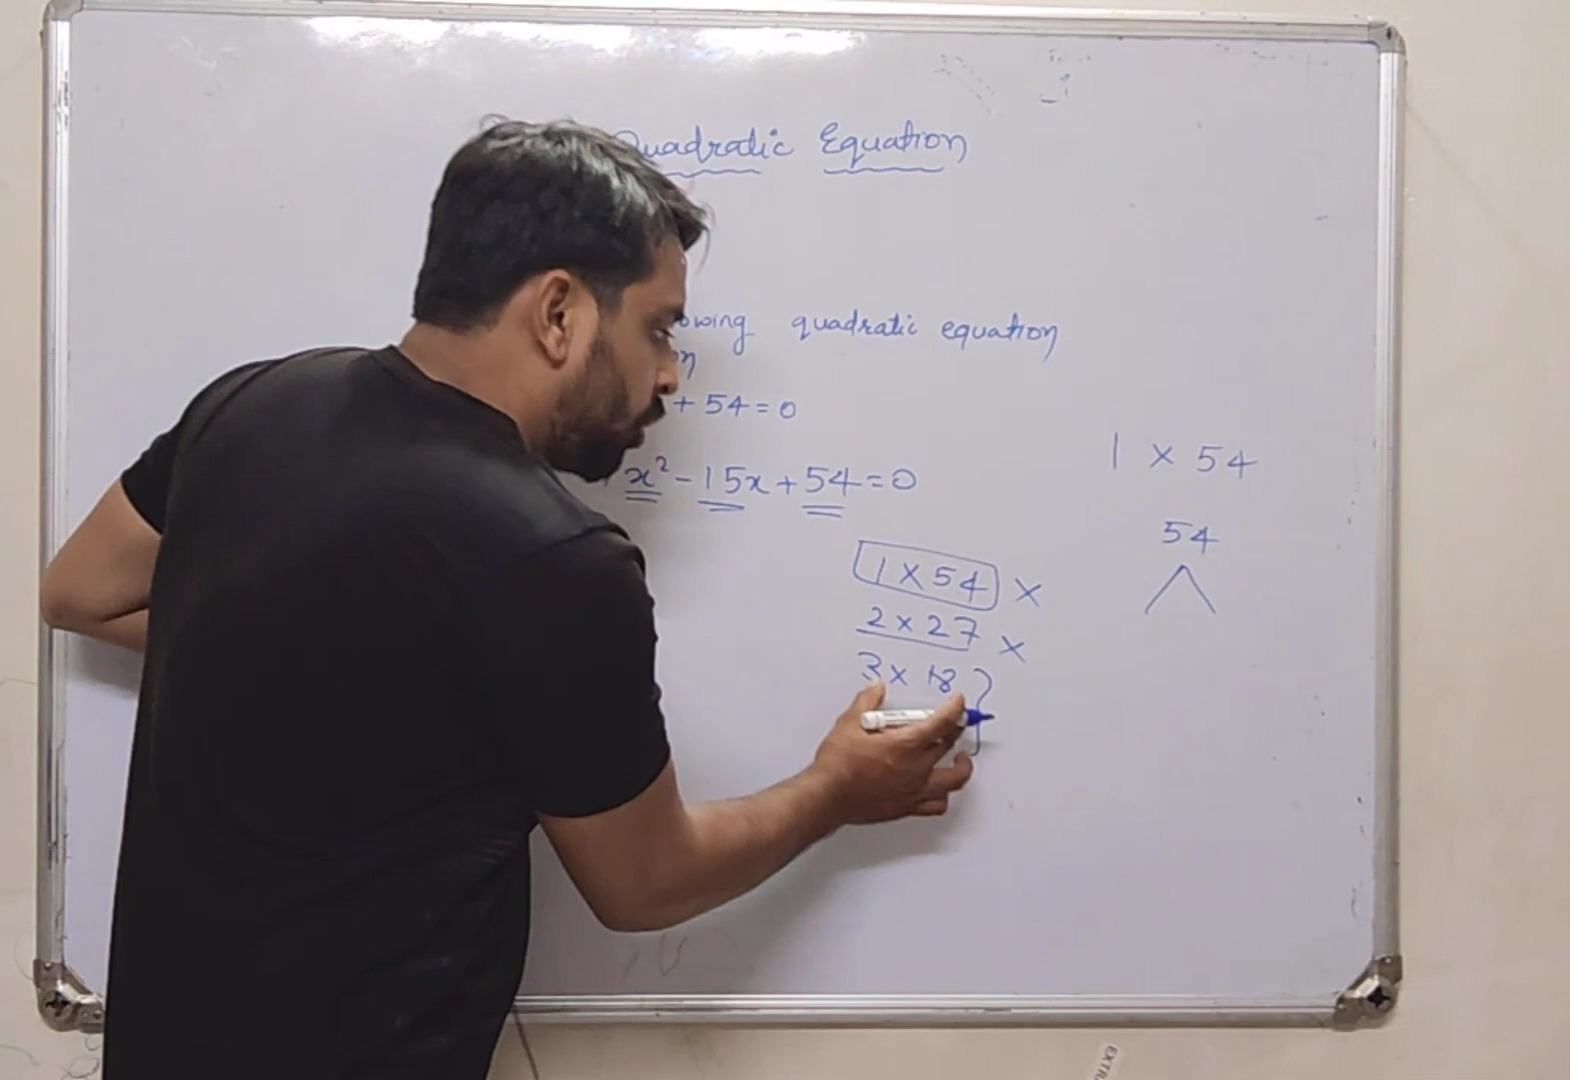 Quadratic Equation
quadratic equation
+ 54 = 0
x² - 15x + 54 = 0
1 × 54 ×
2 × 27 ×
3 × 18
1 × 54
54